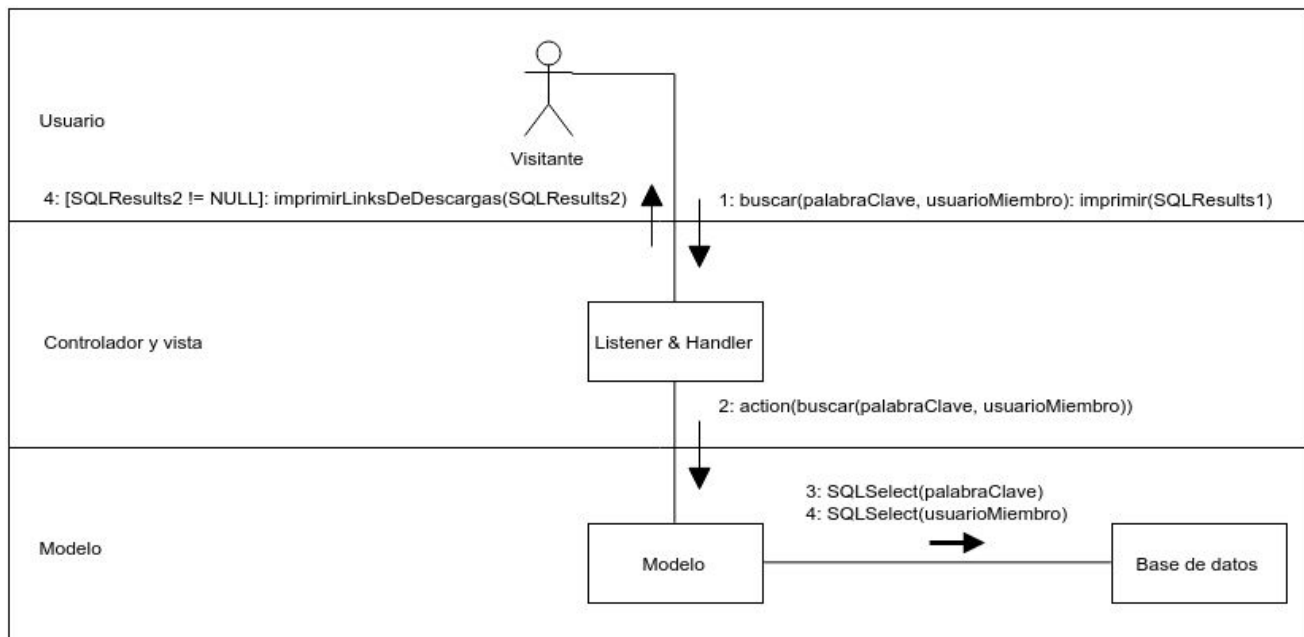 Usuario
Visitante
4: [SQLResults2 != NULL]: imprimirLinksDeDescargas(SQLResults2)
1: buscar(palabraClave, usuarioMiembro): imprimir(SQLResults1)
Controlador y vista
Listener & Handler
2: action(buscar(palabraClave, usuarioMiembro))
3: SQLSelect(palabraClave)
4: SQLSelect(usuarioMiembro)
Modelo
Modelo
Base de datos